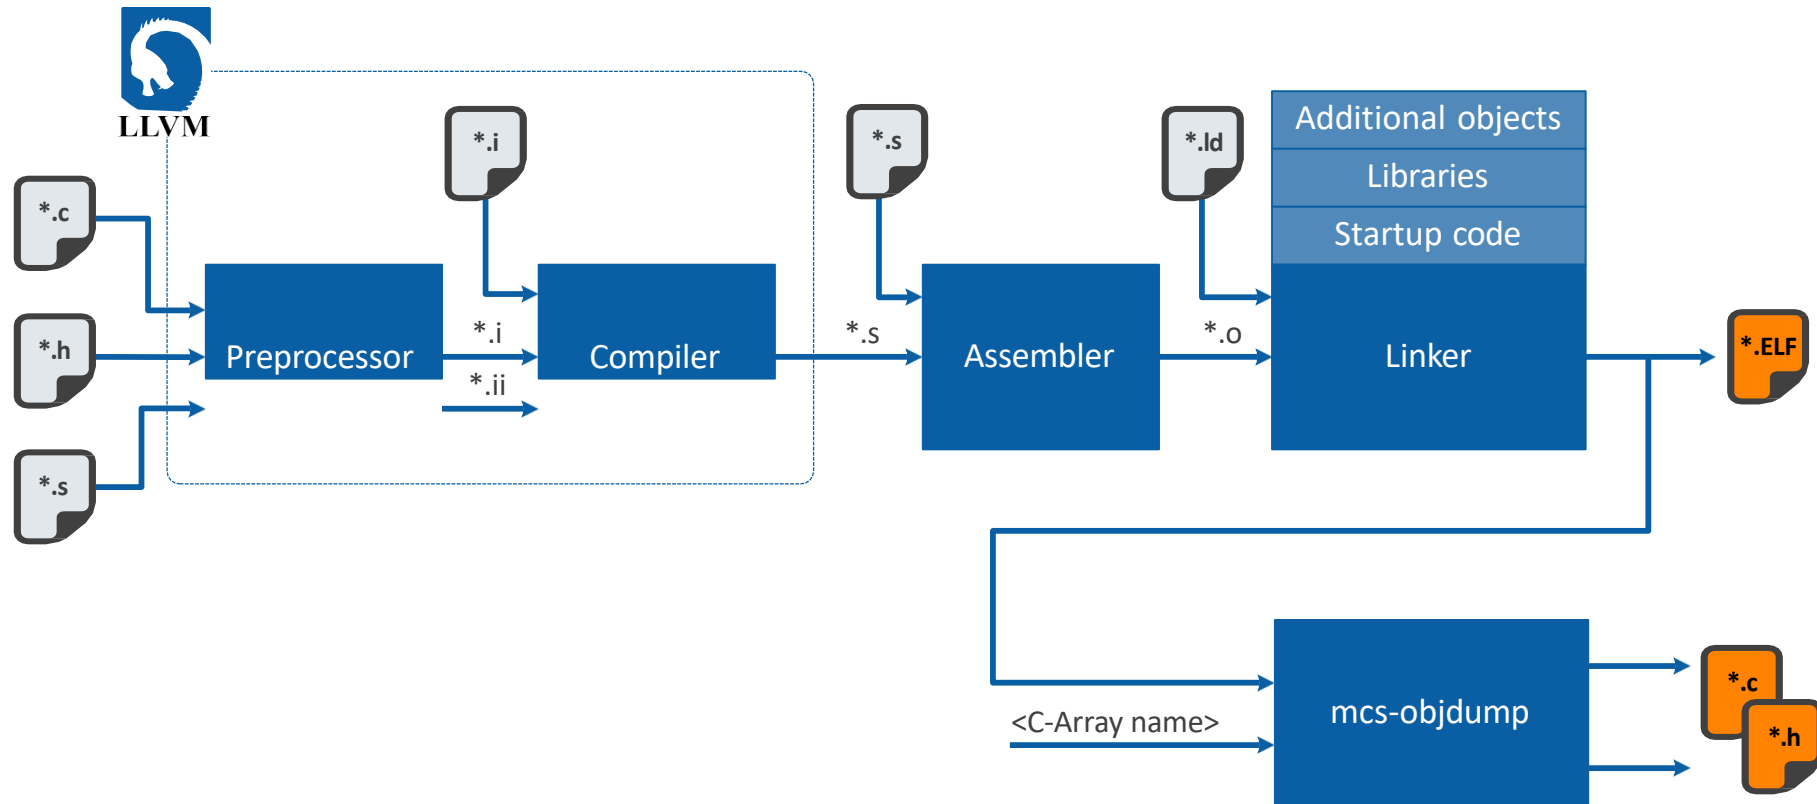 LLVM
*.c
*.h
*.s
*.i
Preprocessor
*.i
*.ii
Compiler
*.s
*.s
Assembler
*.ld
*.o
Additional objects
Libraries
Startup code
Linker
*.ELF
<C-Array name>
mcs-objdump
*.c
*.h